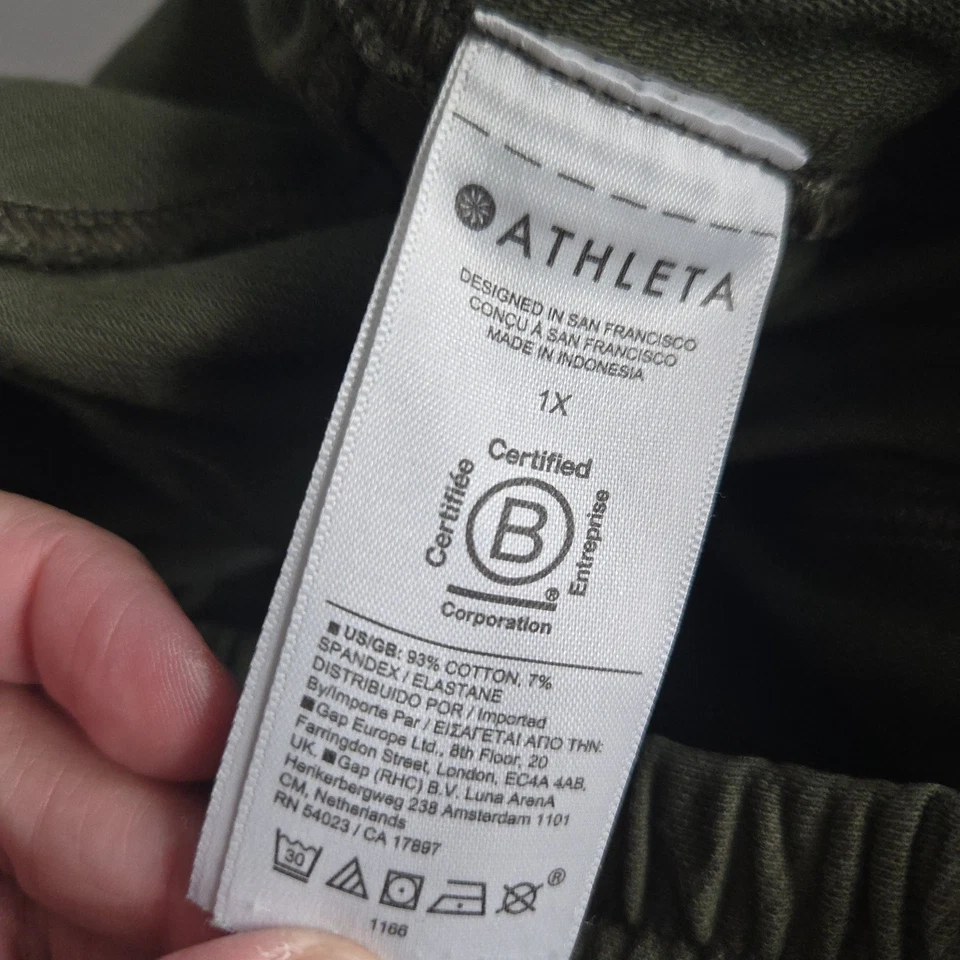 ATHLETA
DESIGNED IN SAN FRANCISCO
CONÇU À SAN FRANCISCO
MADE IN INDONESIA
1X
Certified
Certifiée
B
Entreprise
®
Corporation
■ US/GB: 93% COTTON, 7%
SPANDEX / ELASTANE
DISTRIBUIDO POR / Imported
By/Importe Par / ΕΙΣΑΓΕΤΑΙ ΑΠΟ ΤΗΝ:
■Gap Europe Ltd., 8th Floor, 20
Farringdon Street, London, EC4A 4AB,
UK. ■Gap (RHC) B.V. Luna ArenA
Herikerbergweg 238 Amsterdam 1101
CM, Netherlands
RN 54023 / CA 17897
30
®
1166